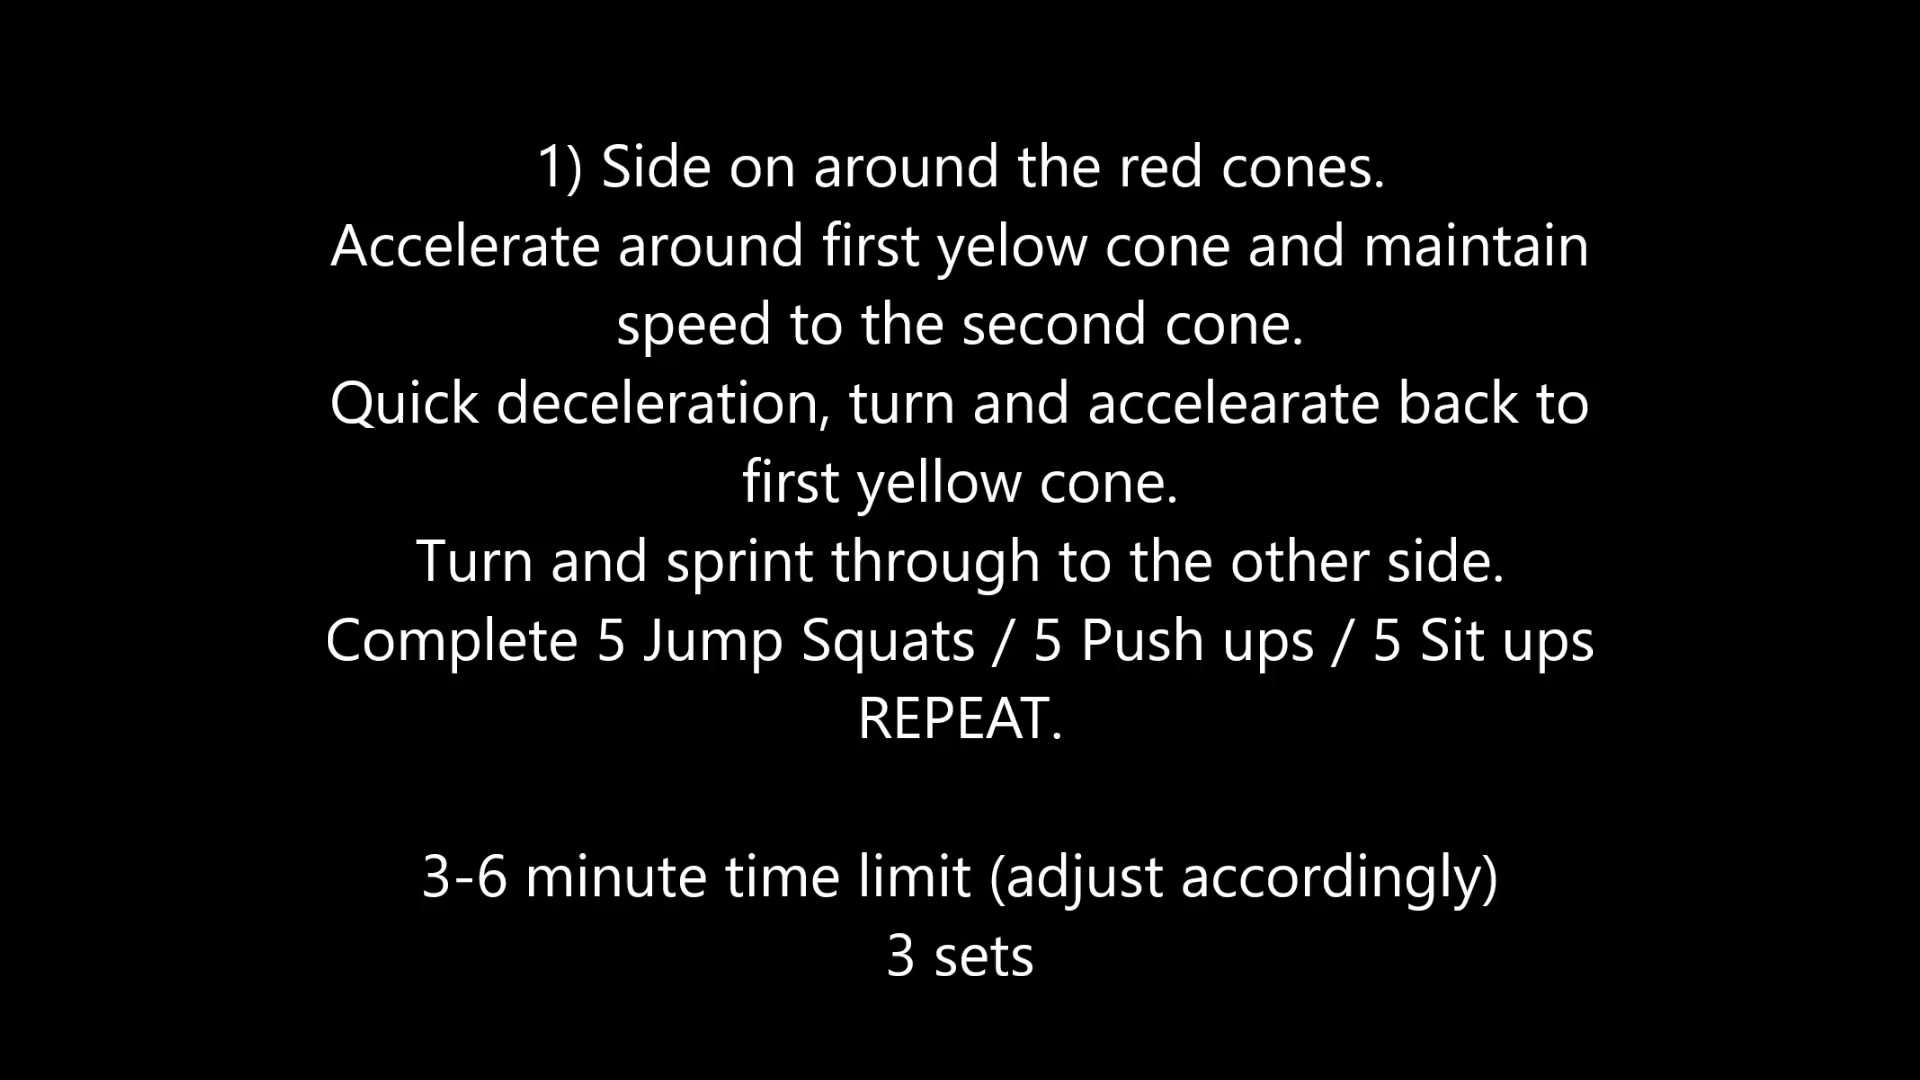 1) Side on around the red cones.
Accelerate around first yelow cone and maintain
speed to the second cone.
Quick deceleration, turn and accelearate back to
first yellow cone.
Turn and sprint through to the other side.
Complete 5 Jump Squats / 5 Push ups / 5 Sit ups
REPEAT.
3-6 minute time limit (adjust accordingly)
3 sets